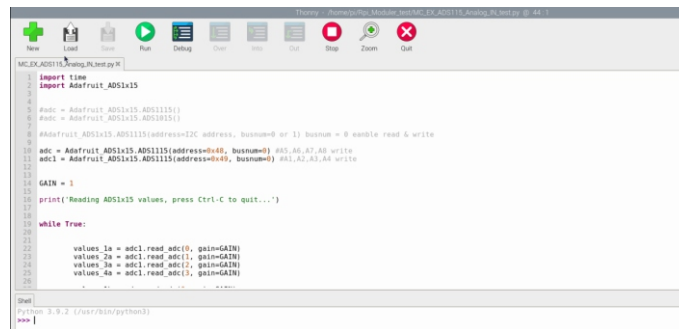 Thonny - /home/pi/Rpi_Moduler_test/MC_EX_ADS115_Analog_IN_test.py @ 44:1
New Load Save Run Debug Over Into Out Stop Zoom Quit
MC_EX_ADS115_Analog_IN_test.py
1 import time
2 import Adafruit_ADS1x15
3
4
5 #adc = Adafruit_ADS1x15.ADS1115()
6 #adc = Adafruit_ADS1x15.ADS1015()
7
8 #Adafruit_ADS1x15.ADS1115(address=I2C address, busnum=0 or 1) busnum = 0 eanble read & write
9
10 adc = Adafruit_ADS1x15.ADS1115(address=0x48, busnum=0) #A5,A6,A7,A8 write
11 adc1 = Adafruit_ADS1x15.ADS1115(address=0x49, busnum=0) #A1,A2,A3,A4 write
12
13
14 GAIN = 1
15
16 print('Reading ADS1x15 values, press Ctrl-C to quit...')
17
18
19 while True:
20
21
22 values_1a = adc1.read_adc(0, gain=GAIN)
23 values_2a = adc1.read_adc(1, gain=GAIN)
24 values_3a = adc1.read_adc(2, gain=GAIN)
25 values_4a = adc1.read_adc(3, gain=GAIN)
26
Shell
Python 3.9.2 (/usr/bin/python3)
>>>